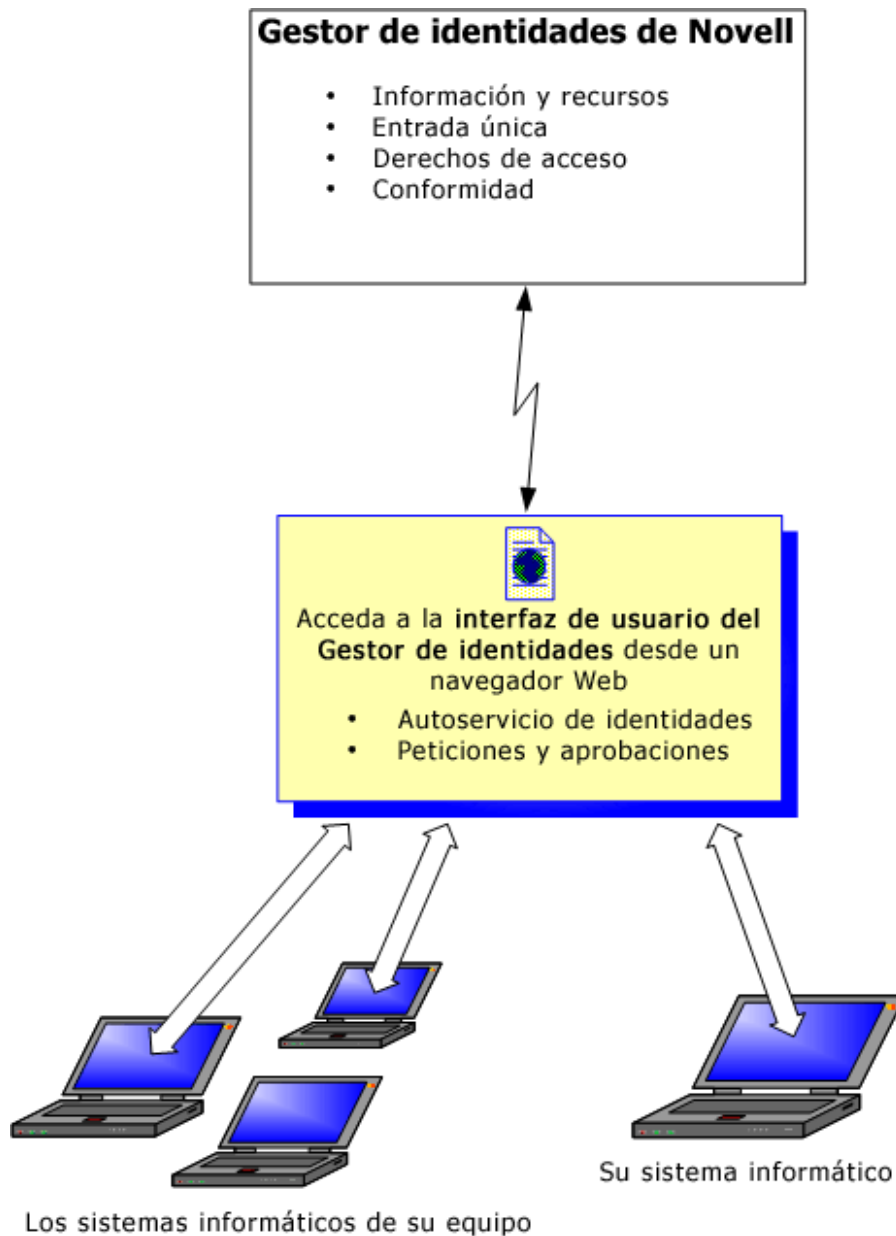 Gestor de identidades de Novell
• Información y recursos
• Entrada única
• Derechos de acceso
• Conformidad
Acceda a la interfaz de usuario del
Gestor de identidades desde un
navegador Web
• Autoservicio de identidades
• Peticiones y aprobaciones
Su sistema informático
Los sistemas informáticos de su equipo